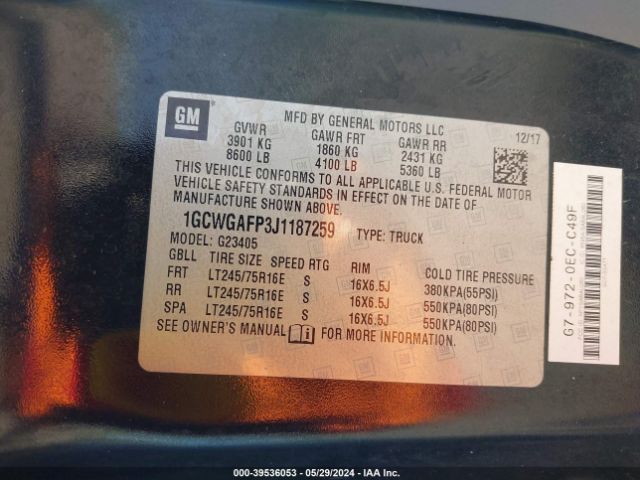 GM
MFD BY GENERAL MOTORS LLC
12/17
GVWR GAWR FRT GAWR RR
3901 KG 1860 KG 2431 KG
8600 LB 4100 LB 5360 LB
THIS VEHICLE CONFORMS TO ALL APPLICABLE U.S. FEDERAL MOTOR
VEHICLE SAFETY STANDARDS IN EFFECT ON THE DATE OF
MANUFACTURE SHOWN ABOVE.
1GCWGAFP3J1187259 TYPE: TRUCK
MODEL: G23405
GBLL TIRE SIZE SPEED RTG RIM COLD TIRE PRESSURE
FRT LT245/75R16E S 16X6.5J 380KPA(55PSI)
RR LT245/75R16E S 16X6.5J 550KPA(80PSI)
SPA LT245/75R16E S 16X6.5J 550KPA(80PSI)
SEE OWNER'S MANUAL FOR MORE INFORMATION.
G7-972-0EC-C49F
000-39536053 — 05/29/2024 — IAA Inc.